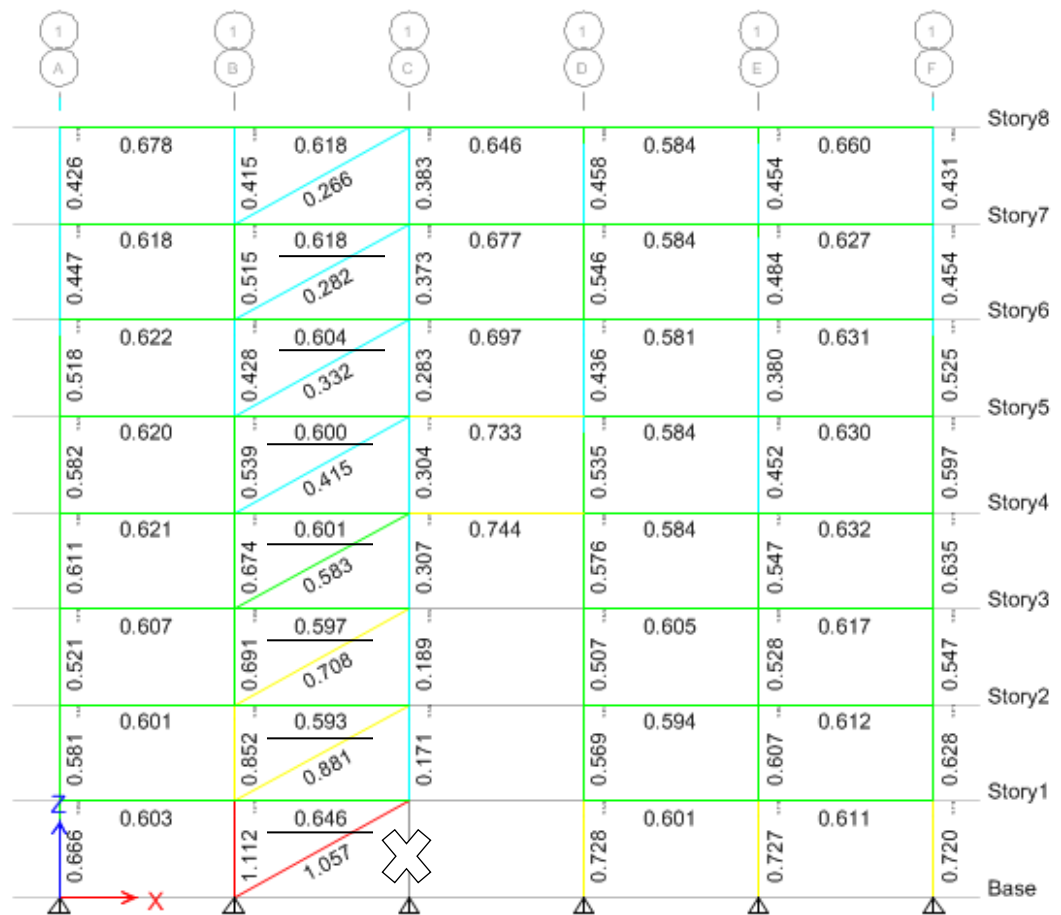 1 1 1 1 1 1
A B C D E F
Story8
0.678 0.618 0.646 0.584 0.660
0.426 0.415 0.266 0.383 0.458 0.454 0.431
Story7
0.618 0.618 0.677 0.584 0.627
0.447 0.515 0.282 0.373 0.546 0.484 0.454
Story6
0.622 0.604 0.697 0.581 0.631
0.518 0.428 0.332 0.283 0.436 0.380 0.525
Story5
0.620 0.600 0.733 0.584 0.630
0.582 0.539 0.415 0.304 0.535 0.452 0.597
Story4
0.621 0.601 0.744 0.584 0.632
0.611 0.674 0.583 0.307 0.576 0.547 0.635
Story3
0.607 0.597 0.605 0.617
0.521 0.691 0.708 0.189 0.507 0.528 0.547
Story2
0.601 0.593 0.594 0.612
0.581 0.852 0.881 0.171 0.569 0.607 0.628
Story1
Z
0.603 0.646 0.601 0.611
0.666 1.112 1.057 0.728 0.727 0.720
Base
X